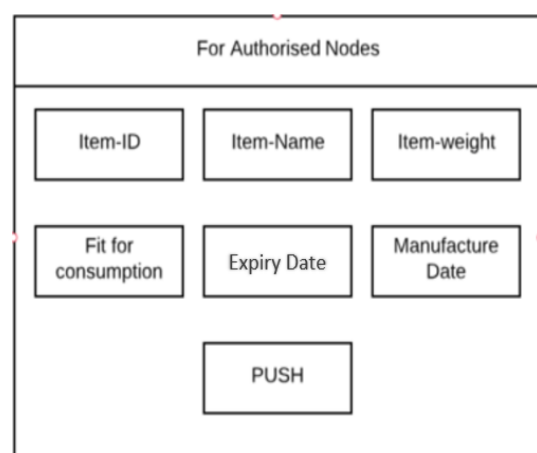 For Authorised Nodes
Item-ID
Item-Name
Item-weight
Fit for
consumption
Expiry Date
Manufacture
Date
PUSH